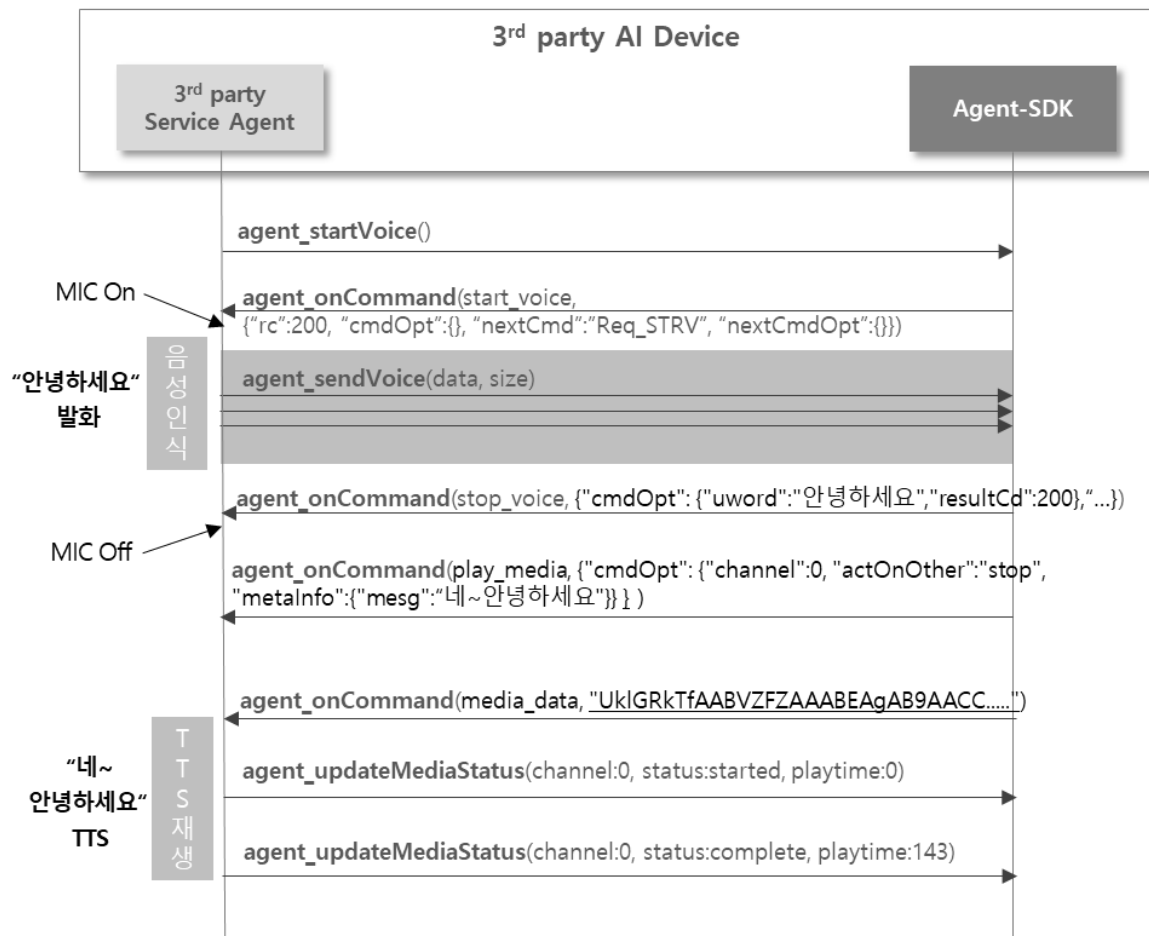 3rd party AI Device
3rd party
Service Agent
Agent-SDK
agent_startVoice()
MIC On
agent_onCommand(start_voice,
{“rc”:200, “cmdOpt”:{}, “nextCmd”:”Req_STRV”, “nextCmdOpt”:{}})
음
성
인
식
“안녕하세요“
발화
agent_sendVoice(data, size)
agent_onCommand(stop_voice, {"cmdOpt": {"uword":"안녕하세요","resultCd":200},“...})
MIC Off
agent_onCommand(play_media, {"cmdOpt": {"channel":0, "actOnOther":"stop",
"metaInfo":{"mesg":“네~안녕하세요"}} } )
agent_onCommand(media_data, "UklGRkTfAABVZFZAAABEAgAB9AACC.....")
T
T
S
재
생
“네~
안녕하세요“
TTS
agent_updateMediaStatus(channel:0, status:started, playtime:0)
agent_updateMediaStatus(channel:0, status:complete, playtime:143)